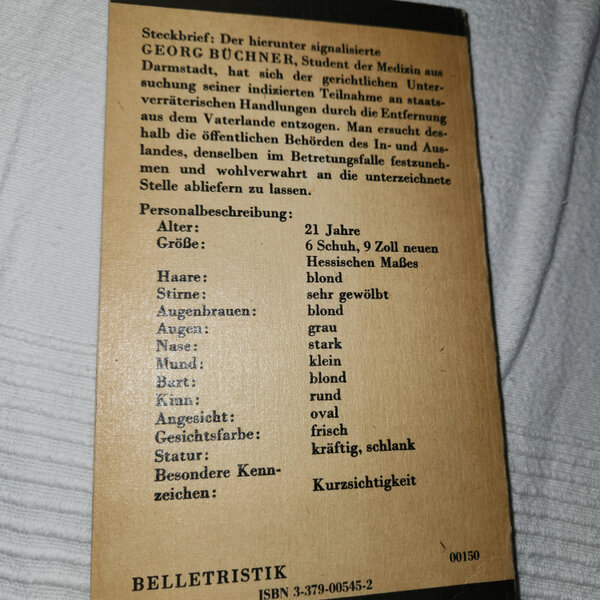 Steckbrief: Der hierunter signalisierte
GEORG BÜCHNER, Student der Medizin aus
Darmstadt, hat sich der gerichtlichen Unter-
suchung seiner indizierten Teilnahme an staats-
verräterischen Handlungen durch die Entfernung
aus dem Vaterlande entzogen. Man ersucht des-
halb die öffentlichen Behörden des In- und Aus-
landes, denselben im Betretungsfalle festzuneh-
men und wohlverwahrt an die unterzeichnete
Stelle abliefern zu lassen.
Personalbeschreibung:
Alter: 21 Jahre
Größe: 6 Schuh, 9 Zoll neuen
Hessischen Maßes
Haare: blond
Stirne: sehr gewölbt
Augenbrauen: blond
Augen: grau
Nase: stark
Mund: klein
Bart: blond
Kinn: rund
Angesicht: oval
Gesichtsfarbe: frisch
Statur: kräftig, schlank
Besondere Kenn-
zeichen: Kurzsichtigkeit
00150
BELLETRISTIK
ISBN 3-379-00545-2